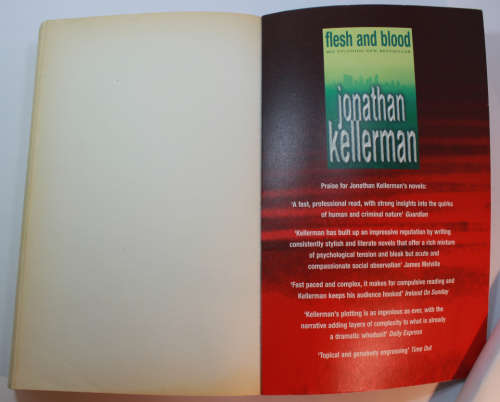 flesh and blood
HIS STUNNING NEW BESTSELLER
jonathan
kellerman
Praise for Jonathan Kellerman's novels:
'A fast, professional read, with strong insights into the quirks
of human and criminal nature' Guardian
'Kellerman has built up an impressive reputation by writing
consistently stylish and literate novels that offer a rich mixture
of psychological tension and bleak but acute and
compassionate social observation' James Melville
'Fast paced and complex, it makes for compulsive reading and
Kellerman keeps his audience hooked' Ireland On Sunday
'Kellerman's plotting is as ingenious as ever, with the
narrative adding layers of complexity to what is already
a dramatic whodunit' Daily Express
'Topical and genuinely engrossing' Time Out